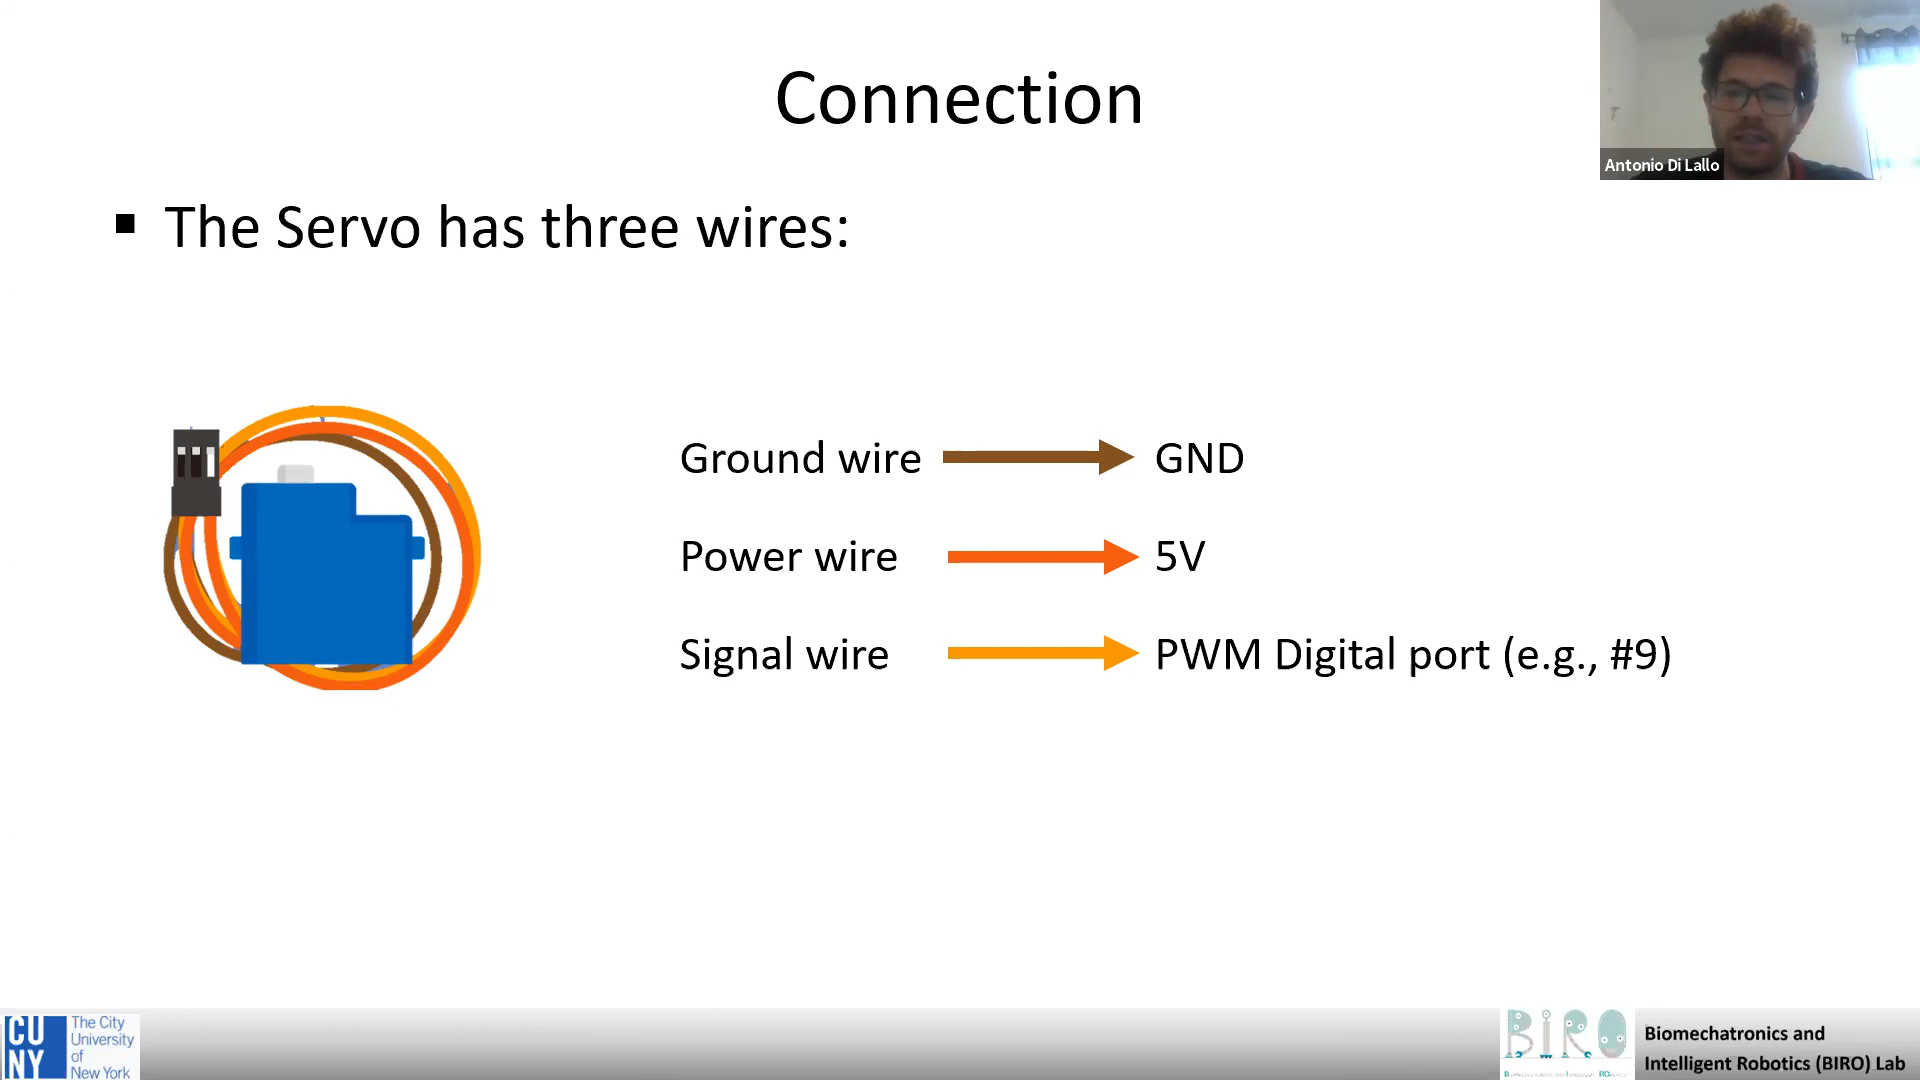 Connection
Antonio Di Lallo
▪ The Servo has three wires:
Ground wire GND
Power wire 5V
Signal wire PWM Digital port (e.g., #9)
CU
NY
The City
University
of
New York
BiRO
Biomechatronics and
Intelligent Robotics (BIRO) Lab